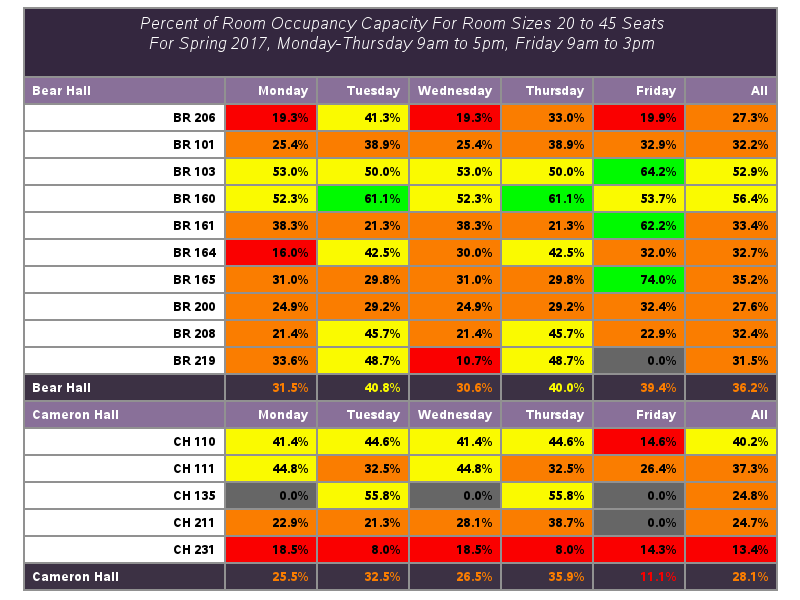 Percent of Room Occupancy Capacity For Room Sizes 20 to 45 Seats
For Spring 2017, Monday-Thursday 9am to 5pm, Friday 9am to 3pm
Bear Hall Monday Tuesday Wednesday Thursday Friday All
BR 206 19.3% 41.3% 19.3% 33.0% 19.9% 27.3%
BR 101 25.4% 38.9% 25.4% 38.9% 32.9% 32.2%
BR 103 53.0% 50.0% 53.0% 50.0% 64.2% 52.9%
BR 160 52.3% 61.1% 52.3% 61.1% 53.7% 56.4%
BR 161 38.3% 21.3% 38.3% 21.3% 62.2% 33.4%
BR 164 16.0% 42.5% 30.0% 42.5% 32.0% 32.7%
BR 165 31.0% 29.8% 31.0% 29.8% 74.0% 35.2%
BR 200 24.9% 29.2% 24.9% 29.2% 32.4% 27.6%
BR 208 21.4% 45.7% 21.4% 45.7% 22.9% 32.4%
BR 219 33.6% 48.7% 10.7% 48.7% 0.0% 31.5%
Bear Hall 31.5% 40.8% 30.6% 40.0% 39.4% 36.2%
Cameron Hall Monday Tuesday Wednesday Thursday Friday All
CH 110 41.4% 44.6% 41.4% 44.6% 14.6% 40.2%
CH 111 44.8% 32.5% 44.8% 32.5% 26.4% 37.3%
CH 135 0.0% 55.8% 0.0% 55.8% 0.0% 24.8%
CH 211 22.9% 21.3% 28.1% 38.7% 0.0% 24.7%
CH 231 18.5% 8.0% 18.5% 8.0% 14.3% 13.4%
Cameron Hall 25.5% 32.5% 26.5% 35.9% 11.1% 28.1%